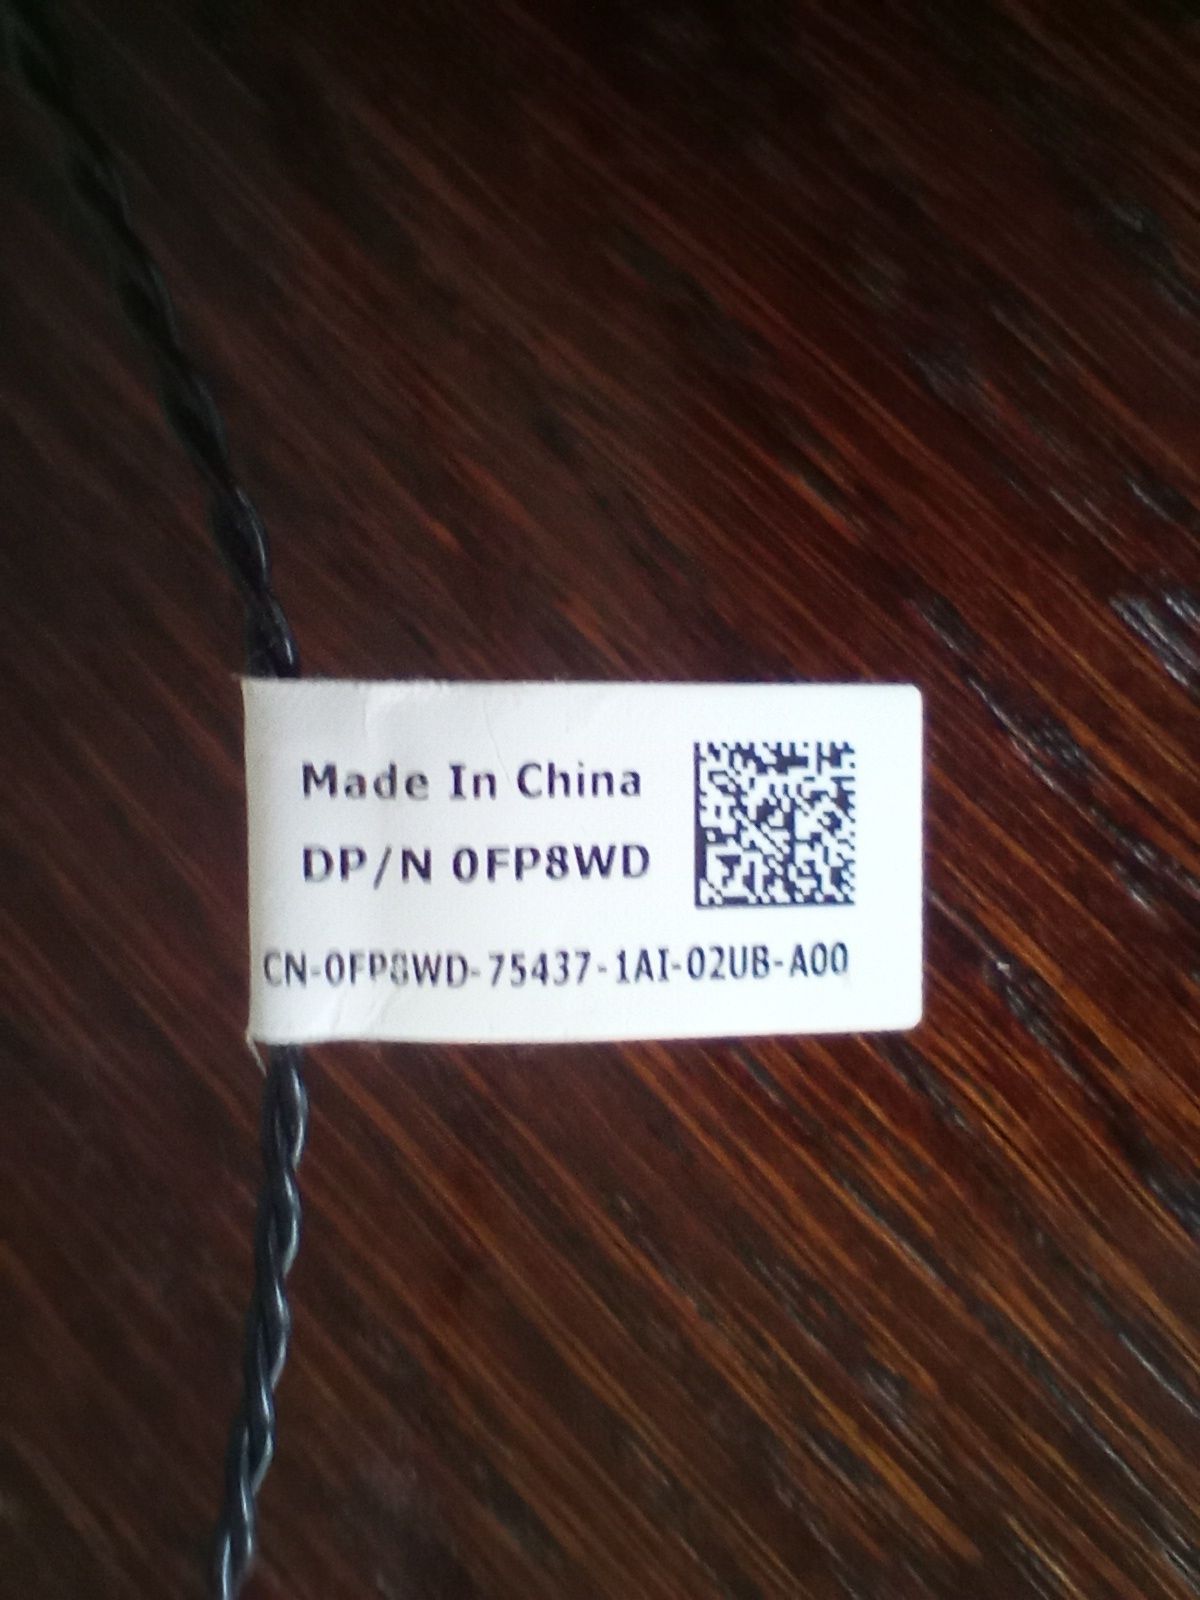 Made In China
DP/N 0FP8WD
CN-0FP8WD-75437-1AI-02UB-A00